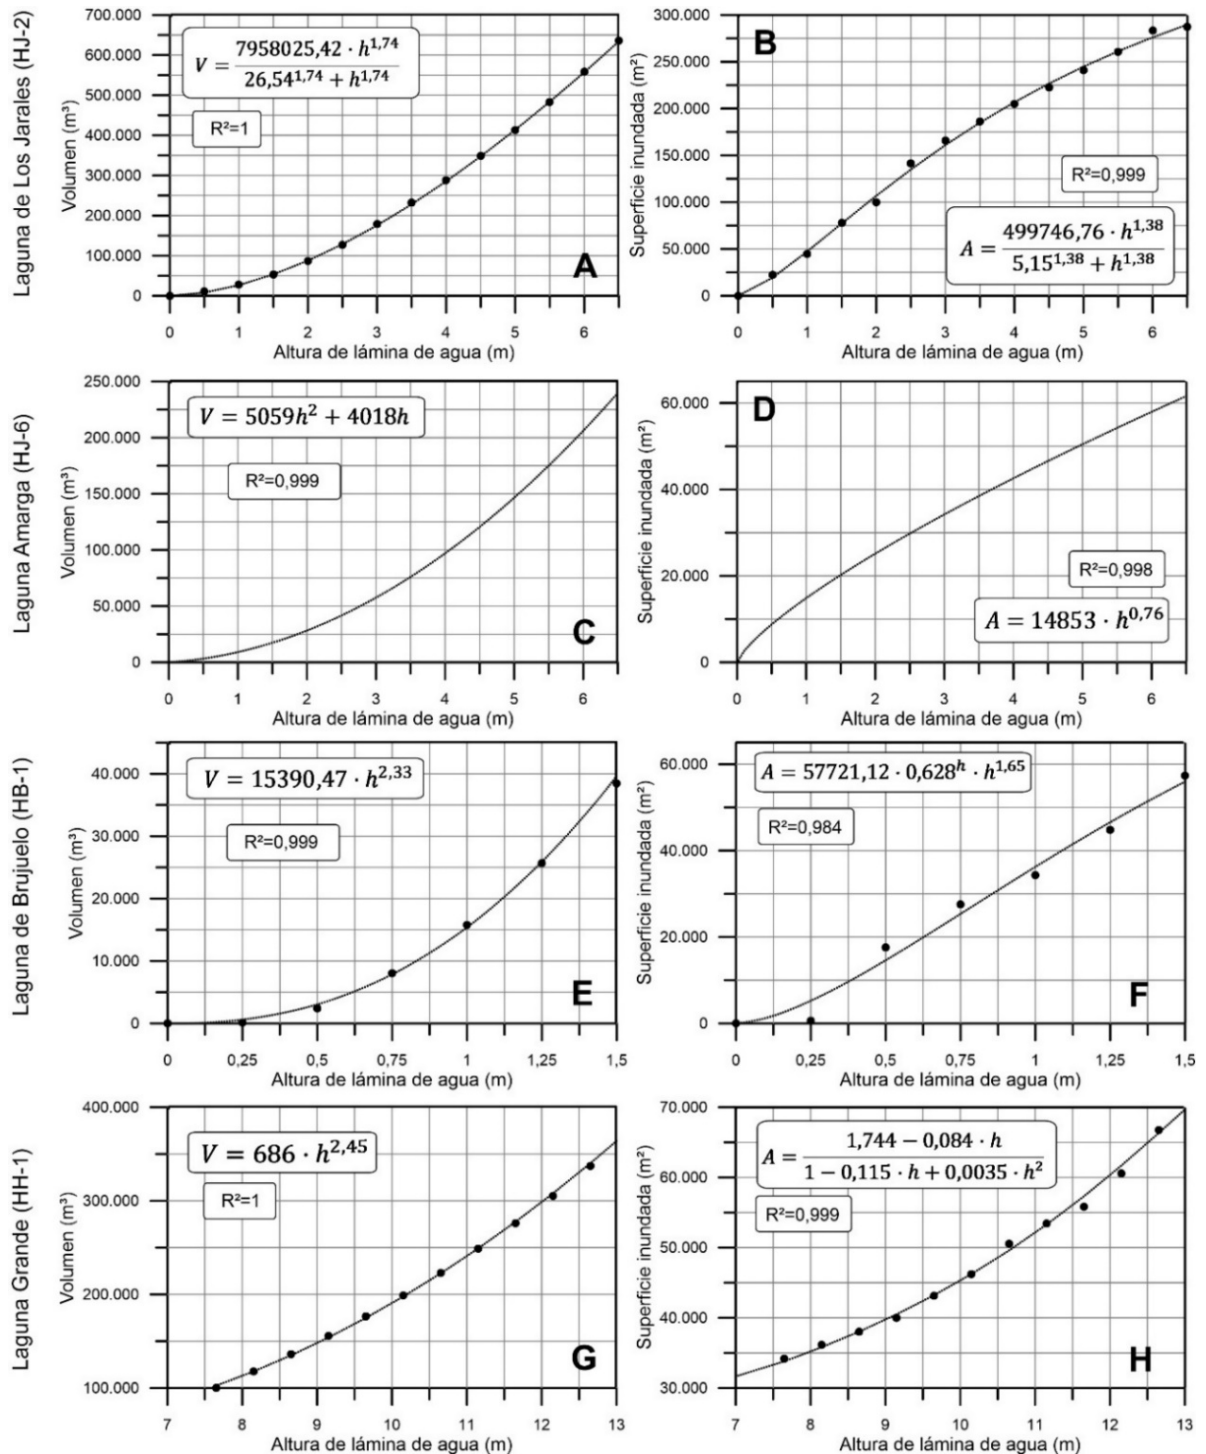 Laguna de Los Jarales (HJ-2)
Volumen (m³)
700.000
600.000
500.000
400.000
300.000
200.000
100.000
0
V = 7958025,42 · h^1,74 / 26,54^1,74 + h^1,74
R²=1
A
0 1 2 3 4 5 6
Altura de lámina de agua (m)
Superficie inundada (m²)
300.000
250.000
200.000
150.000
100.000
50.000
0
B
R²=0,999
A = 499746,76 · h^1,38 / 5,15^1,38 + h^1,38
0 1 2 3 4 5 6
Altura de lámina de agua (m)
Laguna Amarga (HJ-6)
Volumen (m³)
250.000
200.000
150.000
100.000
50.000
0
V = 5059h² + 4018h
R²=0,999
C
0 1 2 3 4 5 6
Altura de lámina de agua (m)
Superficie inundada (m²)
60.000
40.000
20.000
0
D
R²=0,998
A = 14853 · h^0,76
0 1 2 3 4 5 6
Altura de lámina de agua (m)
Laguna de Brujuelo (HB-1)
Volumen (m³)
40.000
30.000
20.000
10.000
0
V = 15390,47 · h^2,33
R²=0,999
E
0 0,25 0,5 0,75 1 1,25 1,5
Altura de lámina de agua (m)
Superficie inundada (m²)
60.000
40.000
20.000
0
A = 57721,12 · 0,628^h · h^1,65
R²=0,984
F
0 0,25 0,5 0,75 1 1,25 1,5
Altura de lámina de agua (m)
Laguna Grande (HH-1)
Volumen (m³)
400.000
300.000
200.000
100.000
V = 686 · h^2,45
R²=1
G
7 8 9 10 11 12 13
Altura de lámina de agua (m)
Superficie inundada (m²)
70.000
60.000
50.000
40.000
30.000
A = 1,744 − 0,084 · h / 1 − 0,115 · h + 0,0035 · h²
R²=0,999
H
7 8 9 10 11 12 13
Altura de lámina de agua (m)